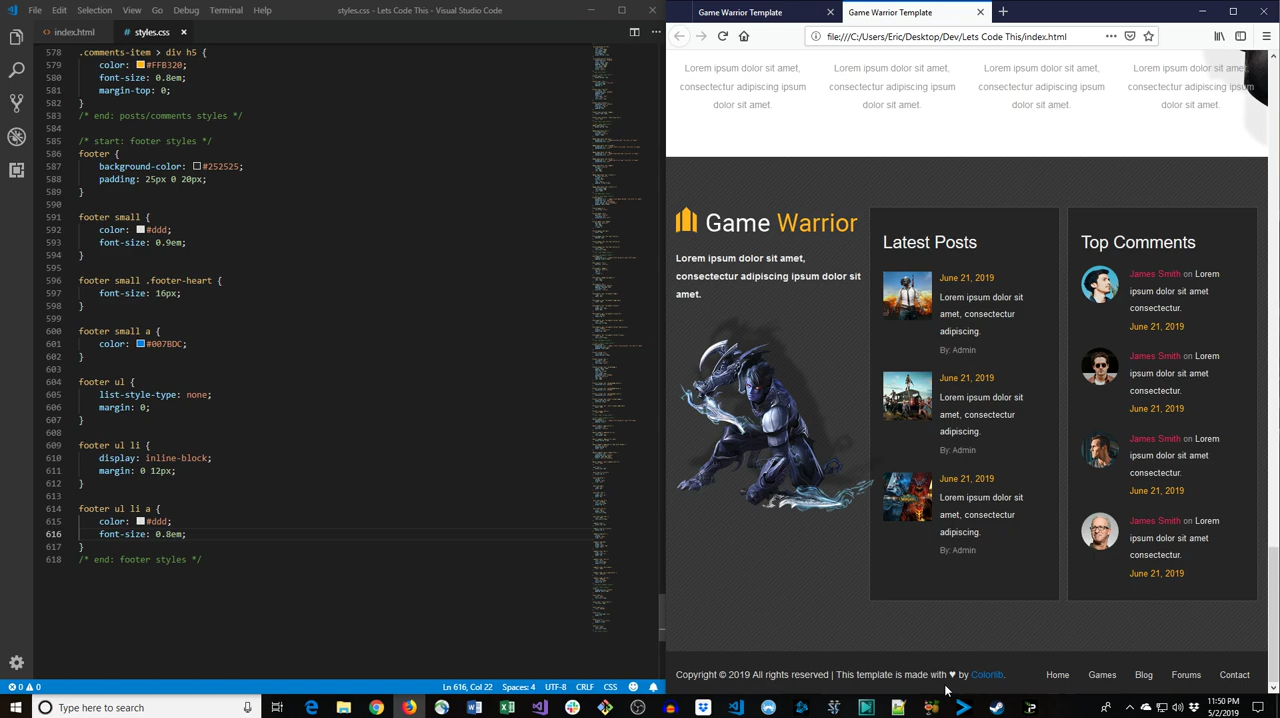 File Edit Selection View Go Debug Terminal Help styles.css - Lets Code This - Visual Studio Code
index.html
styles.css
578 .comments-item > div h5 {
579 color: #FFB320;
580 font-size: 0.8em;
581 margin-top: 0;
582 }
583 /* end: posts/comments styles */
584
585 /* start: footer styles */
586 footer {
587 background-color: #252525;
588 padding: 25px 0 20px;
589 }
590
591 footer small {
592 color: #ddd;
593 font-size: 0.9em;
594 }
595
596 footer small .footer-heart {
597 font-size: 16px;
598 }
599
600 footer small a {
601 color: #007EDC;
602 }
603
604 footer ul {
605 list-style-type: none;
606 margin: 0;
607 }
608
609 footer ul li {
610 display: inline-block;
611 margin: 0 12px;
612 }
613
614 footer ul li a {
615 color: #ddd;
616 font-size: 0.8em;
617 }
618 /* end: footer styles */
0 0
Ln 616, Col 22 Spaces: 4 UTF-8 CRLF CSS
Game Warrior Template
Game Warrior Template
file:///C:/Users/Eric/Desktop/Dev/Lets Code This/index.html
Lorem ipsum dolor sit amet,
consectetur adipiscing ipsum
dolor sit amet.
Lorem ipsum dolor sit amet,
consectetur adipiscing ipsum
dolor sit amet.
Lorem ipsum dolor sit amet,
consectetur adipiscing ipsum
dolor sit amet.
Lorem ipsum dolor sit amet,
consectetur adipiscing ipsum
dolor sit amet.
Game Warrior
Lorem ipsum dolor sit amet,
consectetur adipiscing ipsum dolor sit
amet.
Latest Posts
June 21, 2019
Lorem ipsum dolor sit
amet, consectetur
adipiscing.
By: Admin
June 21, 2019
Lorem ipsum dolor sit
amet, consectetur
adipiscing.
By: Admin
June 21, 2019
Lorem ipsum dolor sit
amet, consectetur
adipiscing.
By: Admin
Top Comments
James Smith on Lorem
ipsum dolor sit amet
consectetur.
June 21, 2019
James Smith on Lorem
ipsum dolor sit amet
consectetur.
June 21, 2019
James Smith on Lorem
ipsum dolor sit amet
consectetur.
June 21, 2019
James Smith on Lorem
ipsum dolor sit amet
consectetur.
June 21, 2019
Copyright © 2019 All rights reserved | This template is made with ♥ by Colorlib.
Home Games Blog Forums Contact
Type here to search
11:50 PM
5/2/2019